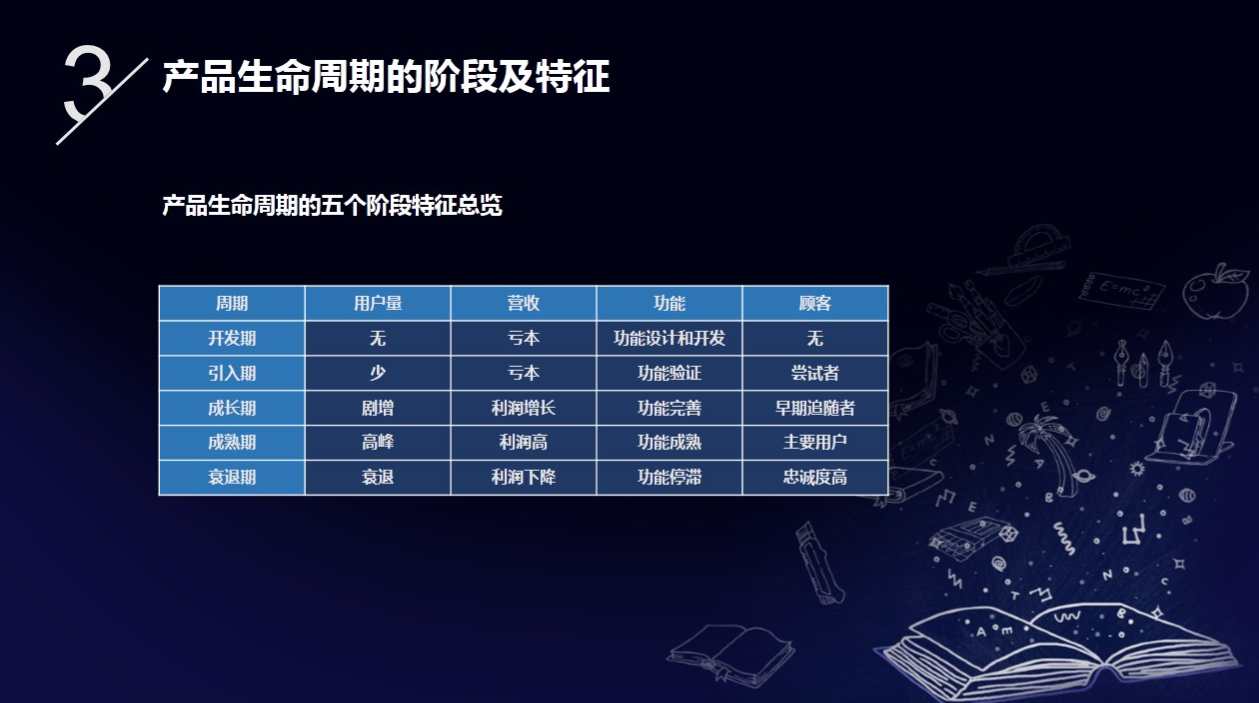 3
产品生命周期的阶段及特征
产品生命周期的五个阶段特征总览
周期 用户量 营收 功能 顾客
开发期 无 亏本 功能设计和开发 无
引入期 少 亏本 功能验证 尝试者
成长期 剧增 利润增长 功能完善 早期追随者
成熟期 高峰 利润高 功能成熟 主要用户
衰退期 衰退 利润下降 功能停滞 忠诚度高
E=mc²
E
N
A
B
E
N
T
C
B
A e m